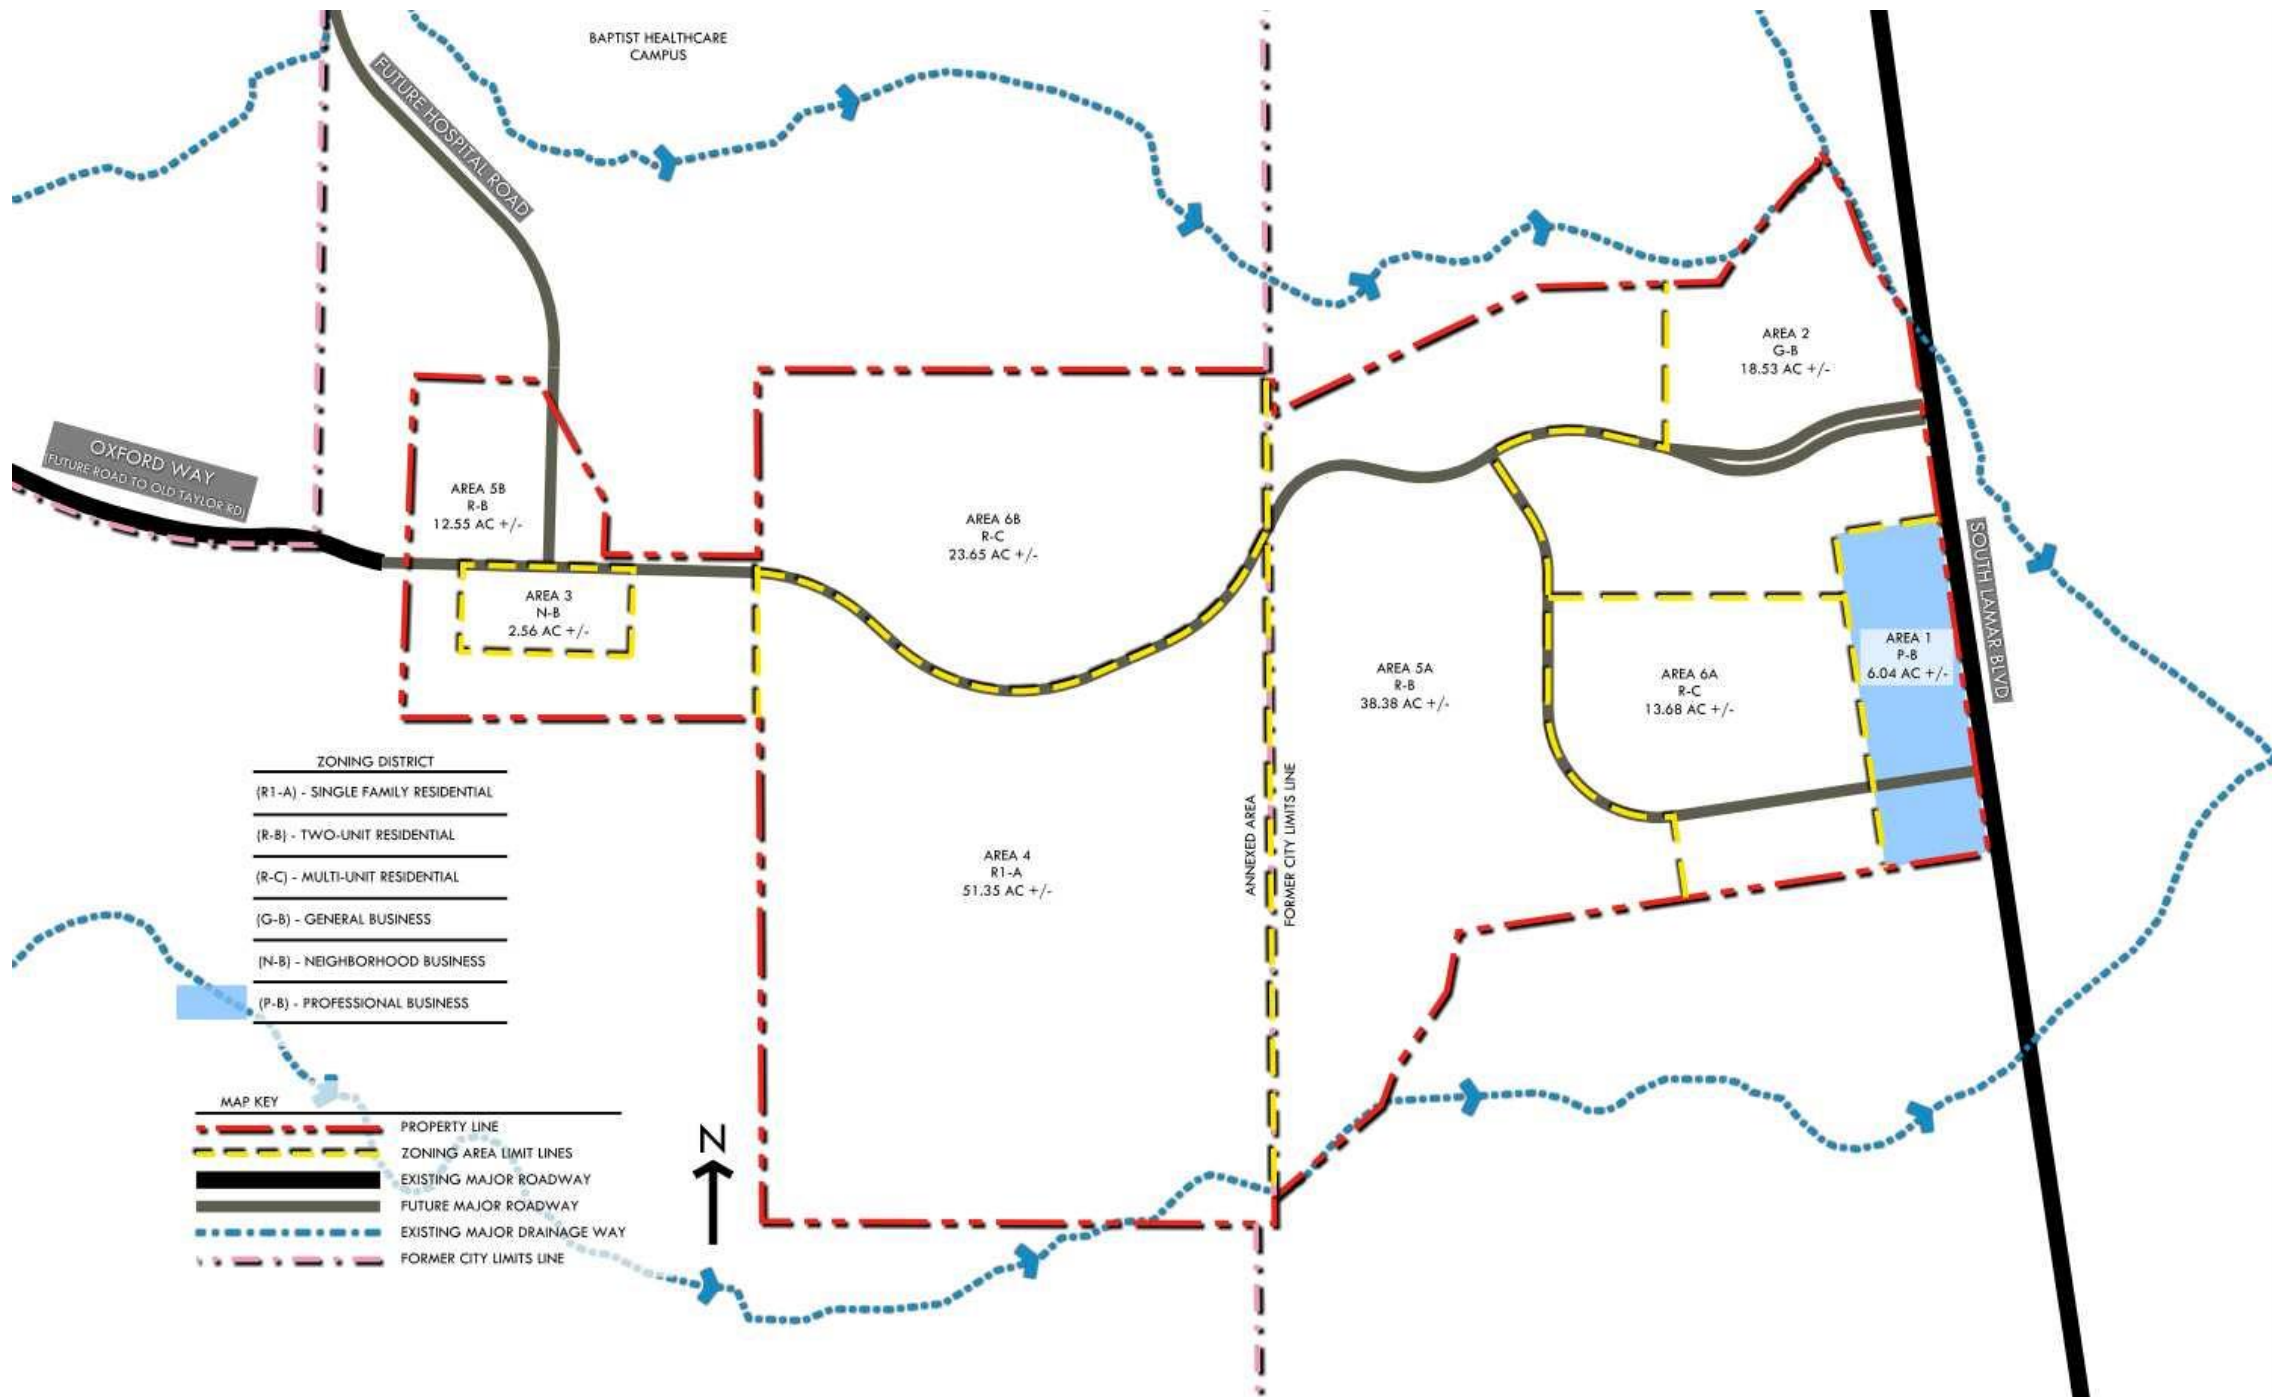 BAPTIST HEALTHCARE
CAMPUS
FUTURE HOSPITAL ROAD
OXFORD WAY
(FUTURE ROAD TO OLD TAYLOR RD)
AREA 2
G-B
18.53 AC +/-
AREA 5B
R-B
12.55 AC +/-
AREA 6B
R-C
23.65 AC +/-
AREA 3
N-B
2.56 AC +/-
AREA 5A
R-B
38.38 AC +/-
AREA 6A
R-C
13.68 AC +/-
AREA 1
P-B
6.04 AC +/-
SOUTH LAMAR BLVD
AREA 4
R1-A
51.35 AC +/-
ANNEXED AREA
FORMER CITY LIMITS LINE
ZONING DISTRICT
(R1-A) - SINGLE FAMILY RESIDENTIAL
(R-B) - TWO-UNIT RESIDENTIAL
(R-C) - MULTI-UNIT RESIDENTIAL
(G-B) - GENERAL BUSINESS
(N-B) - NEIGHBORHOOD BUSINESS
(P-B) - PROFESSIONAL BUSINESS
MAP KEY
PROPERTY LINE
ZONING AREA LIMIT LINES
EXISTING MAJOR ROADWAY
FUTURE MAJOR ROADWAY
EXISTING MAJOR DRAINAGE WAY
FORMER CITY LIMITS LINE
N